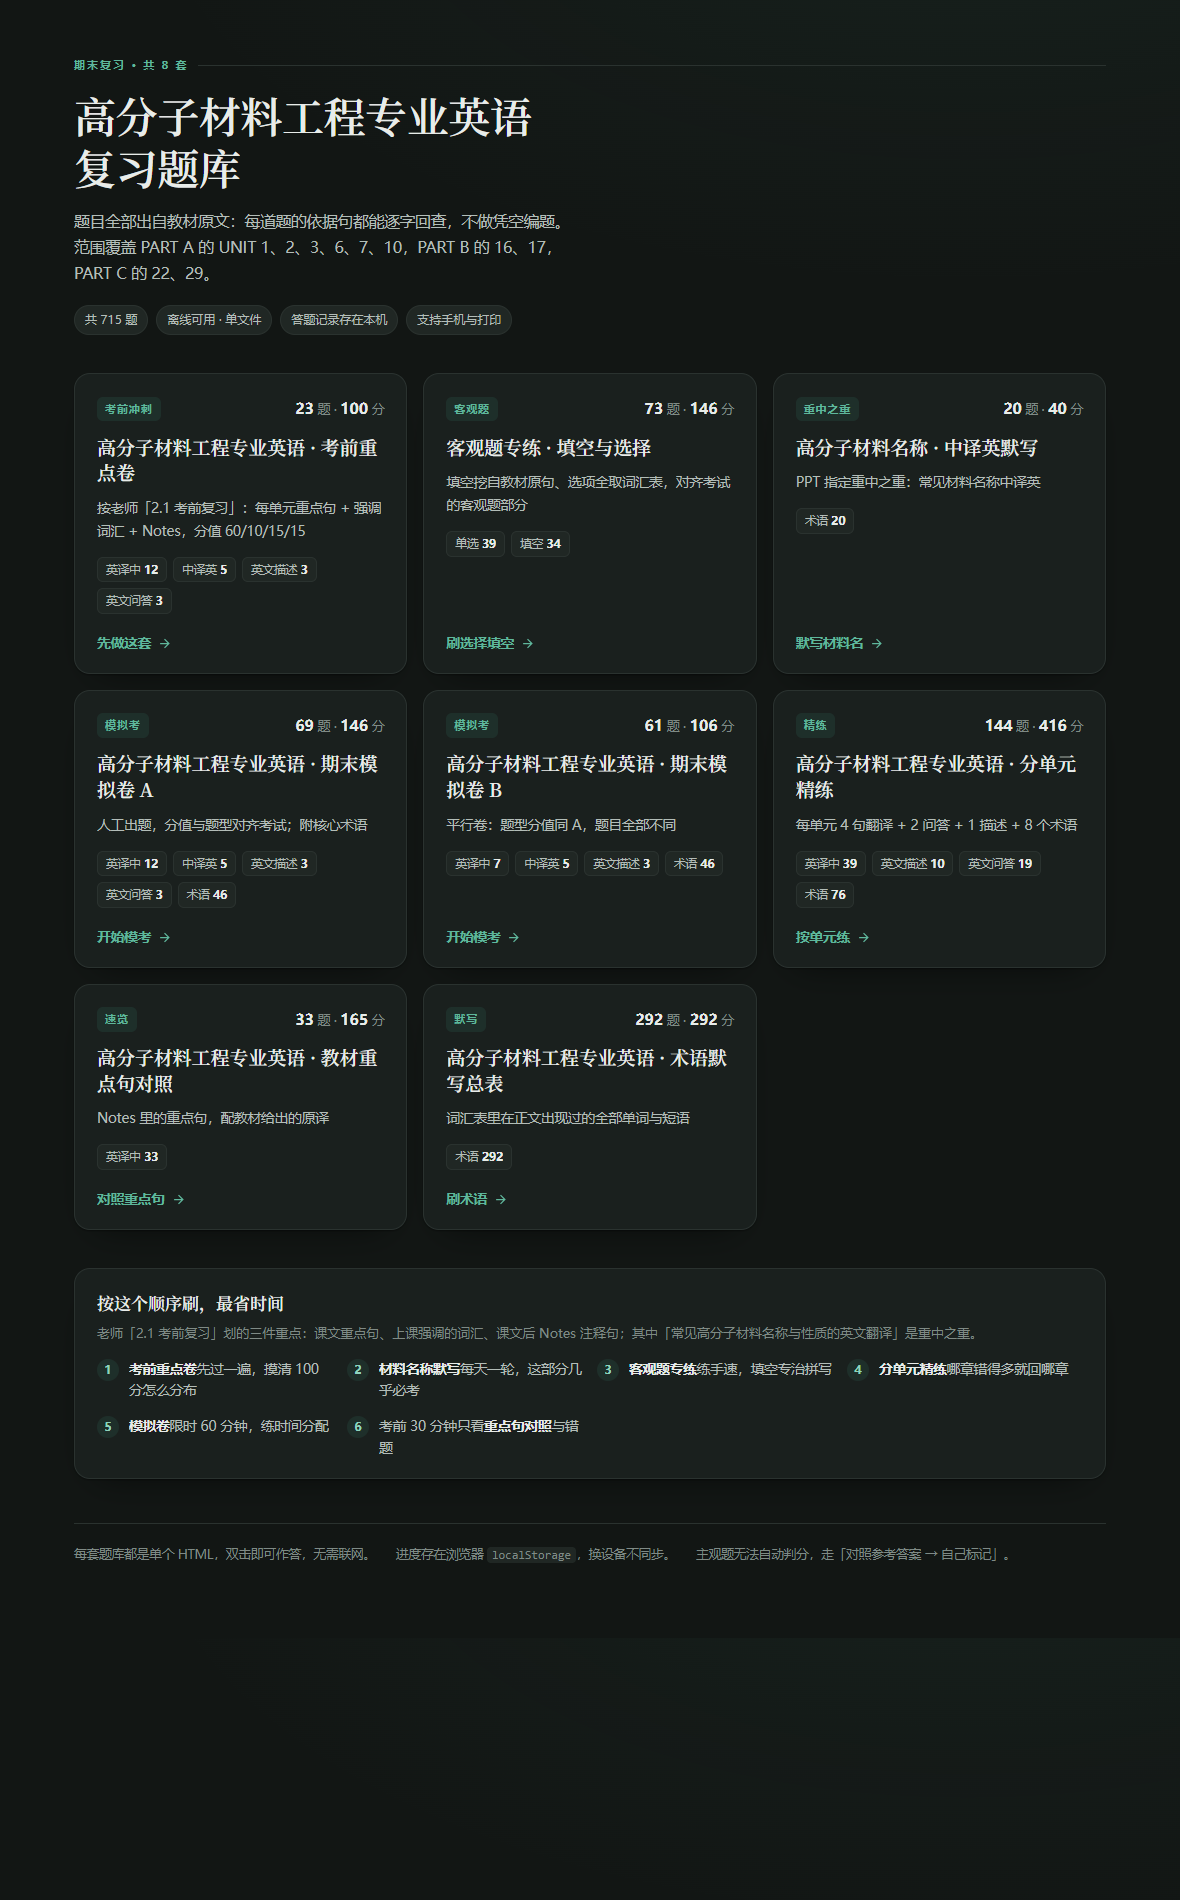 期末复习 • 共 8 套
高分子材料工程专业英语
复习题库
题目全部出自教材原文：每道题的依据句都能逐字回查，不做凭空编题。
范围覆盖 PART A 的 UNIT 1、2、3、6、7、10，PART B 的 16、17，
PART C 的 22、29。
共 715 题
离线可用 · 单文件
答题记录存在本机
支持手机与打印
考前冲刺
23 题 · 100 分
高分子材料工程专业英语 · 考前重
点卷
按老师「2.1 考前复习」：每单元重点句 + 强调
词汇 + Notes，分值 60/10/15/15
英译中 12
中译英 5
英文描述 3
英文问答 3
先做这套 →
客观题
73 题 · 146 分
客观题专练 · 填空与选择
填空挖自教材原句、选项全取词汇表，对齐考试
的客观题部分
单选 39
填空 34
刷选择填空 →
重中之重
20 题 · 40 分
高分子材料名称 · 中译英默写
PPT 指定重中之重：常见材料名称中译英
术语 20
默写材料名 →
模拟考
69 题 · 146 分
高分子材料工程专业英语 · 期末模
拟卷 A
人工出题，分值与题型对齐考试；附核心术语
英译中 12
中译英 5
英文描述 3
英文问答 3
术语 46
开始模考 →
模拟考
61 题 · 106 分
高分子材料工程专业英语 · 期末模
拟卷 B
平行卷：题型分值同 A，题目全部不同
英译中 7
中译英 5
英文描述 3
术语 46
开始模考 →
精练
144 题 · 416 分
高分子材料工程专业英语 · 分单元
精练
每单元 4 句翻译 + 2 问答 + 1 描述 + 8 个术语
英译中 39
英文描述 10
英文问答 19
术语 76
按单元练 →
速览
33 题 · 165 分
高分子材料工程专业英语 · 教材重
点句对照
Notes 里的重点句，配教材给出的原译
英译中 33
对照重点句 →
默写
292 题 · 292 分
高分子材料工程专业英语 · 术语默
写总表
词汇表里在正文出现过的全部单词与短语
术语 292
刷术语 →
按这个顺序刷，最省时间
老师「2.1 考前复习」划的三件重点：课文重点句、上课强调的词汇、课文后 Notes 注释句；其中「常见高分子材料名称与性质的英文翻译」是重中之重。
1 考前重点卷先过一遍，摸清 100
分怎么分布
2 材料名称默写每天一轮，这部分几
乎必考
3 客观题专练练手速，填空专治拼写
4 分单元精练哪章错得多就回哪章
5 模拟卷限时 60 分钟，练时间分配
6 考前 30 分钟只看重点句对照与错
题
每套题库都是单个 HTML，双击即可作答，无需联网。 进度存在浏览器 localStorage，换设备不同步。 主观题无法自动判分，走「对照参考答案 → 自己标记」。